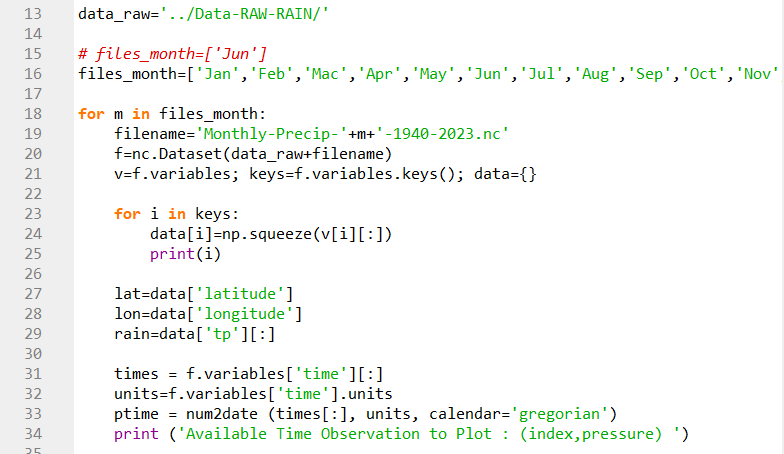 13 data_raw='../Data-RAW-RAIN/'
14
15 # files_month=['Jun']
16 files_month=['Jan','Feb','Mac','Apr','May','Jun','Jul','Aug','Sep','Oct','Nov'
17
18 for m in files_month:
19     filename='Monthly-Precip-'+m+'-1940-2023.nc'
20     f=nc.Dataset(data_raw+filename)
21     v=f.variables; keys=f.variables.keys(); data={}
22
23     for i in keys:
24         data[i]=np.squeeze(v[i][:])
25         print(i)
26
27     lat=data['latitude']
28     lon=data['longitude']
29     rain=data['tp'][:]
30
31     times = f.variables['time'][:]
32     units=f.variables['time'].units
33     ptime = num2date (times[:], units, calendar='gregorian')
34     print ('Available Time Observation to Plot : (index,pressure) ')